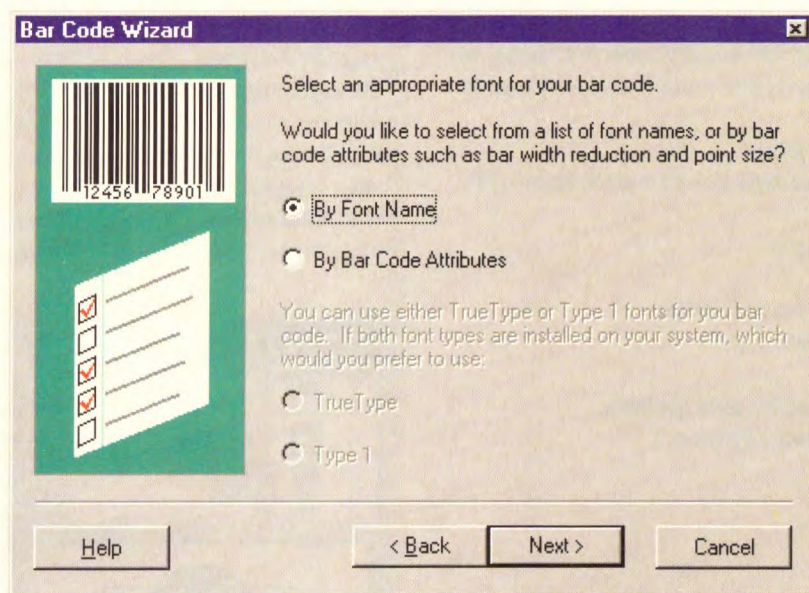 Bar Code Wizard
12456 78901
Select an appropriate font for your bar code.
Would you like to select from a list of font names, or by bar
code attributes such as bar width reduction and point size?
By Font Name
By Bar Code Attributes
You can use either TrueType or Type 1 fonts for you bar
code. If both font types are installed on your system, which
would you prefer to use:
TrueType
Type 1
Help
< Back
Next >
Cancel